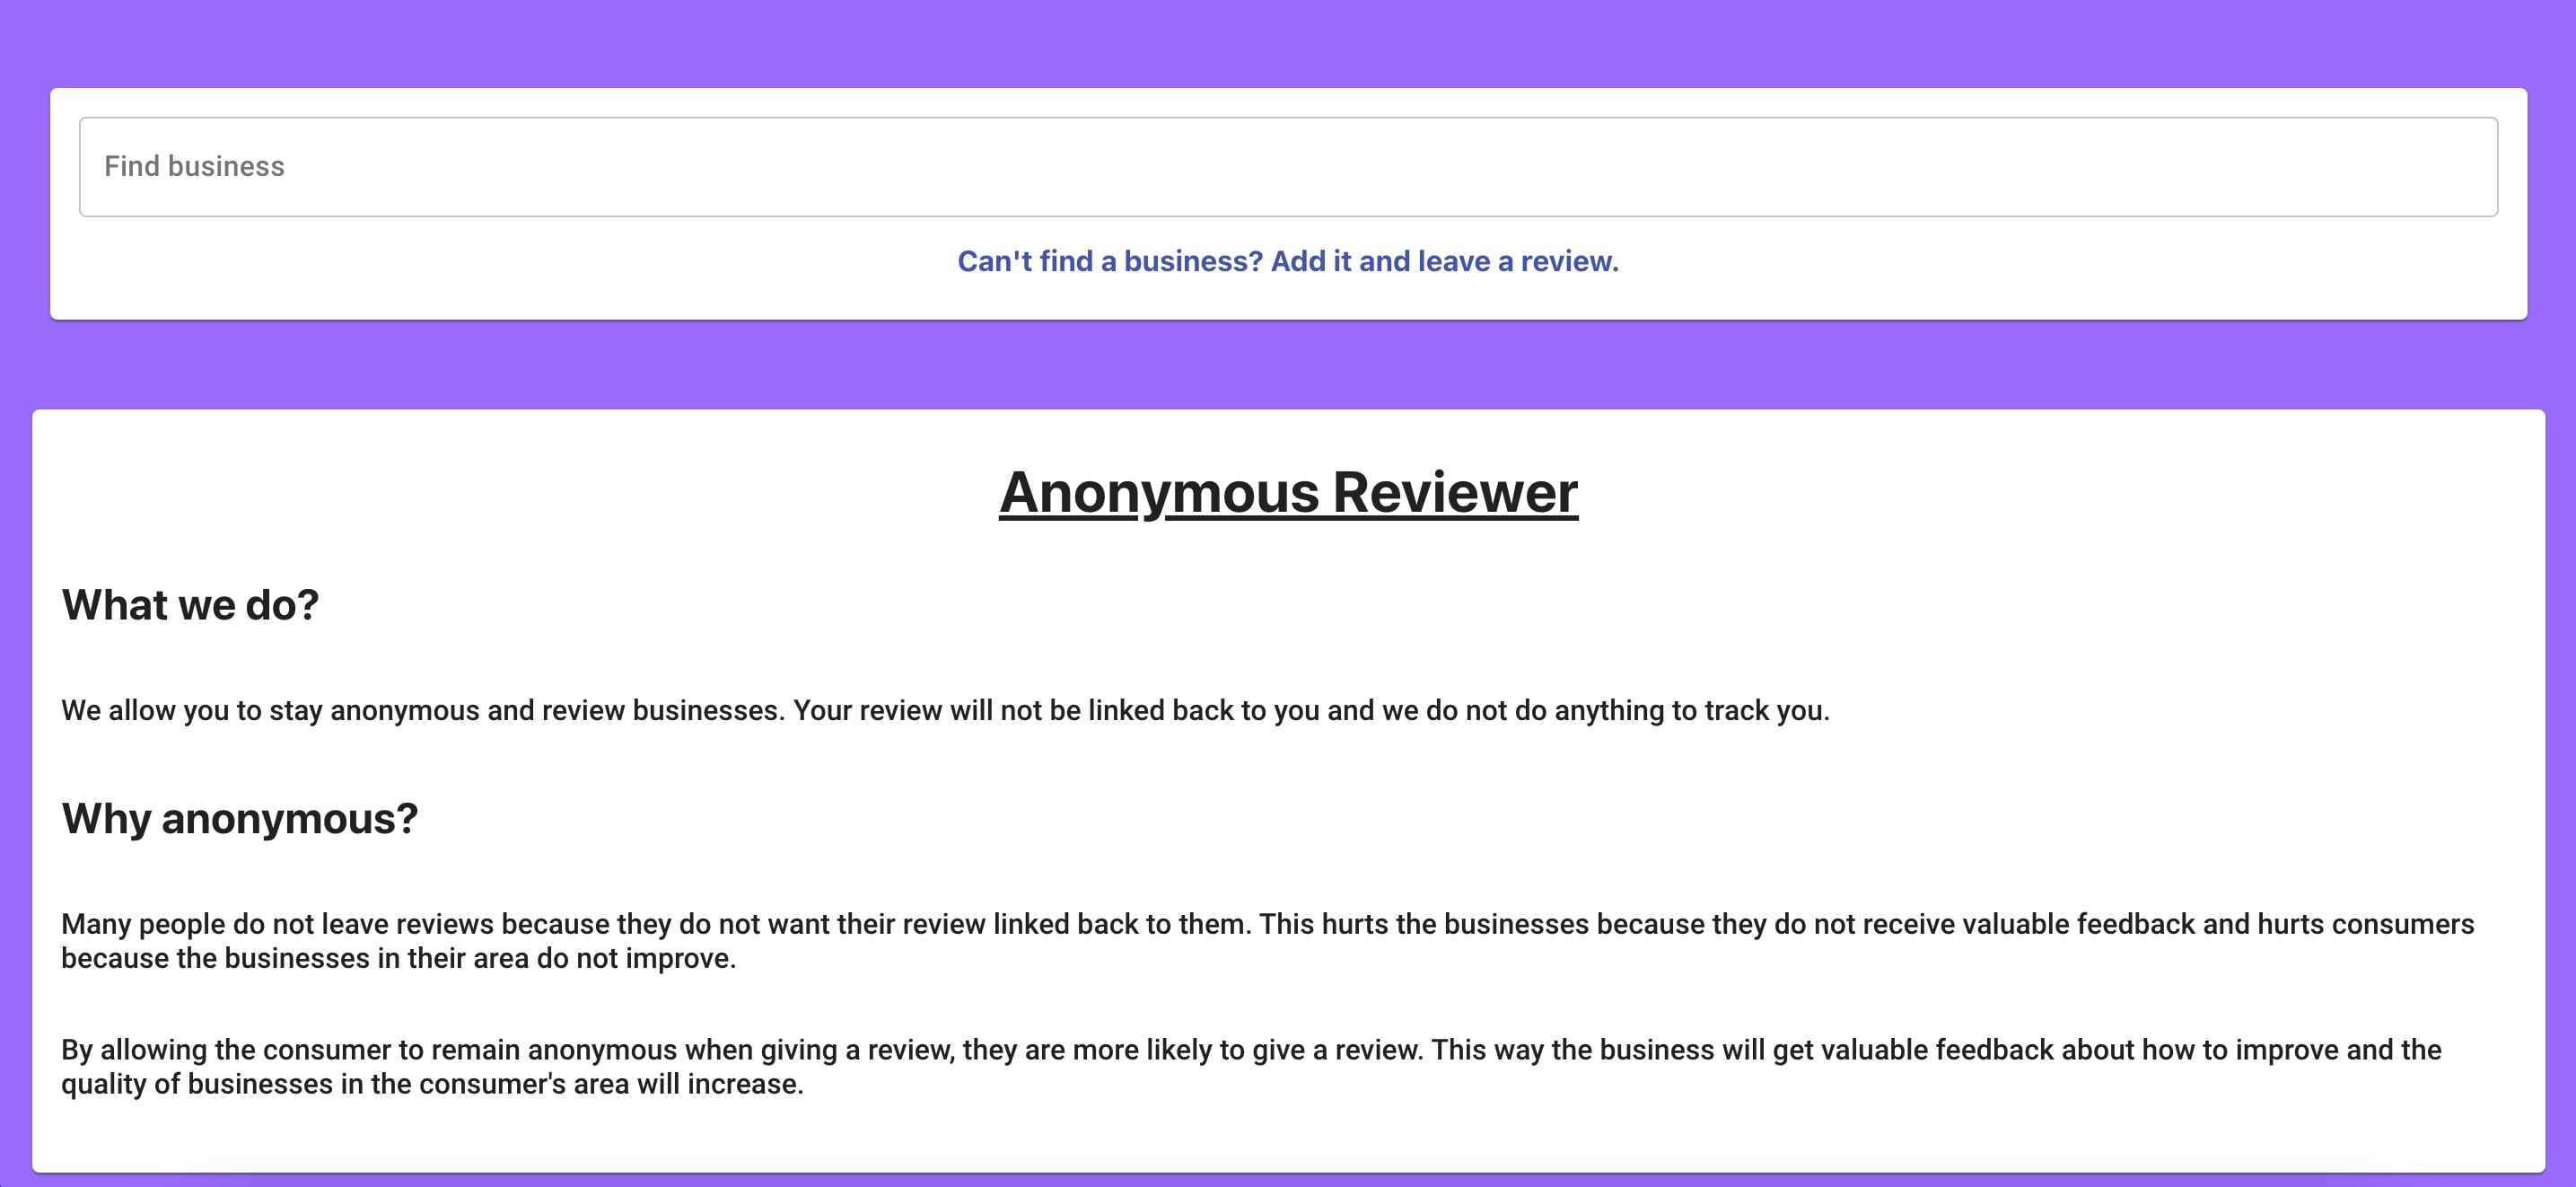 Find business
Can't find a business? Add it and leave a review.
Anonymous Reviewer
What we do?
We allow you to stay anonymous and review businesses. Your review will not be linked back to you and we do not do anything to track you.
Why anonymous?
Many people do not leave reviews because they do not want their review linked back to them. This hurts the businesses because they do not receive valuable feedback and hurts consumers
because the businesses in their area do not improve.
By allowing the consumer to remain anonymous when giving a review, they are more likely to give a review. This way the business will get valuable feedback about how to improve and the
quality of businesses in the consumer's area will increase.